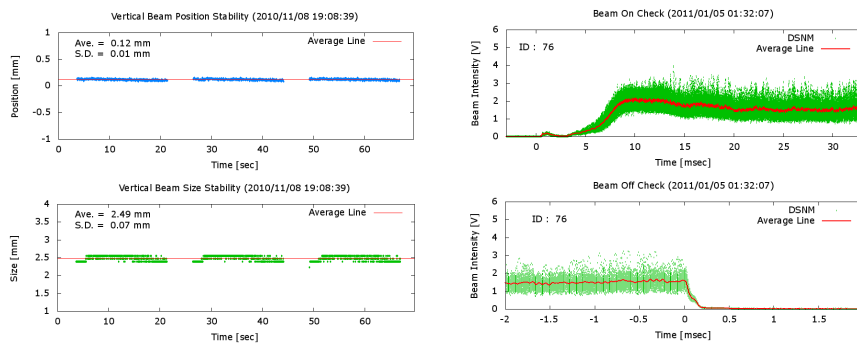 Vertical Beam Position Stability (2010/11/08 19:08:39)
Ave. = 0.12 mm
S.D. = 0.01 mm
Average Line
Position [mm]
1
0.5
0
-0.5
-1
0 10 20 30 40 50 60
Time [sec]
Beam On Check (2011/01/05 01:32:07)
ID : 76
DSNM
Average Line
Beam Intensity [V]
6
5
4
3
2
1
0
0 5 10 15 20 25 30
Time [msec]
Vertical Beam Size Stability (2010/11/08 19:08:39)
Ave. = 2.49 mm
S.D. = 0.07 mm
Average Line
Size [mm]
4
3.5
3
2.5
2
1.5
1
0 10 20 30 40 50 60
Time [sec]
Beam Off Check (2011/01/05 01:32:07)
ID : 76
DSNM
Average Line
Beam Intensity [V]
6
5
4
3
2
1
0
-2 -1.5 -1 -0.5 0 0.5 1 1.5
Time [msec]